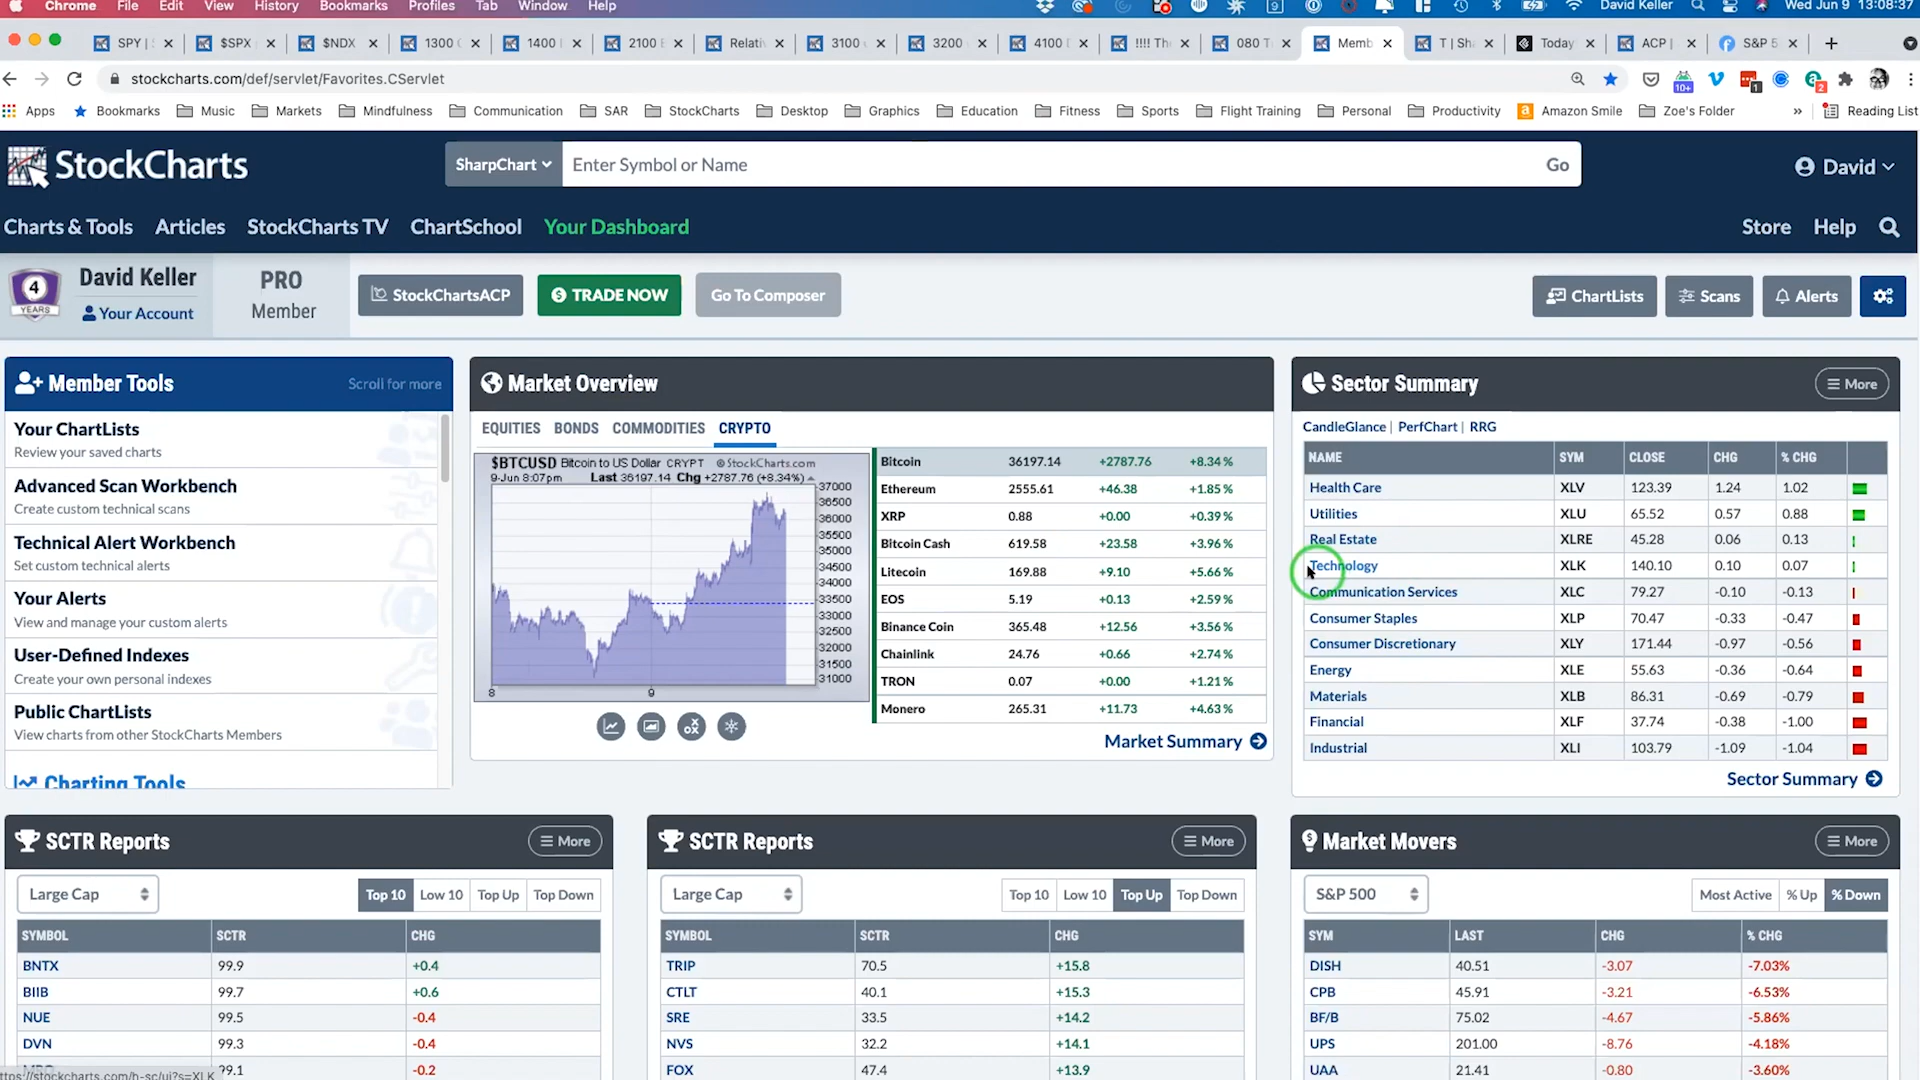 Chrome File Edit View History Bookmarks Profiles Tab Window Help David Keller Wed Jun 9 13:08:37
SPY | $SPX $NDX 1300 1400 2100 Relativ 3100 3200 4100 !!!! Th 080 T Memb T | Sha Today ACP | S&P 5
stockcharts.com/def/servlet/Favorites.CServlet
Apps Bookmarks Music Markets Mindfulness Communication SAR StockCharts Desktop Graphics Education Fitness Sports Flight Training Personal Productivity Amazon Smile Zoe's Folder » Reading List
StockCharts SharpChart Enter Symbol or Name Go David
Charts & Tools Articles StockCharts TV ChartSchool Your Dashboard Store Help
4 YEARS David Keller PRO Member StockChartsACP TRADE NOW Go To Composer ChartLists Scans Alerts
Your Account
Member Tools Scroll for more
Your ChartLists
Review your saved charts
Advanced Scan Workbench
Create custom technical scans
Technical Alert Workbench
Set custom technical alerts
Your Alerts
View and manage your custom alerts
User-Defined Indexes
Create your own personal indexes
Public ChartLists
View charts from other StockCharts Members
Charting Tools
Market Overview
EQUITIES BONDS COMMODITIES CRYPTO
$BTCUSD Bitcoin to US Dollar CRYPT @StockCharts.com
9-Jun 8:07pm Last 36197.14 Chg +2787.76 (+8.34%)
37000
36500
36000
35500
35000
34500
34000
33500
33000
32500
32000
31500
31000
8 9
Bitcoin 36197.14 +2787.76 +8.34%
Ethereum 2555.61 +46.38 +1.85%
XRP 0.88 +0.00 +0.39%
Bitcoin Cash 619.58 +23.58 +3.96%
Litecoin 169.88 +9.10 +5.66%
EOS 5.19 +0.13 +2.59%
Binance Coin 365.48 +12.56 +3.56%
Chainlink 24.76 +0.66 +2.74%
TRON 0.07 +0.00 +1.21%
Monero 265.31 +11.73 +4.63%
Market Summary
Sector Summary More
CandleGlance | PerfChart | RRG
NAME SYM CLOSE CHG % CHG
Health Care XLV 123.39 1.24 1.02
Utilities XLU 65.52 0.57 0.88
Real Estate XLRE 45.28 0.06 0.13
Technology XLK 140.10 0.10 0.07
Communication Services XLC 79.27 -0.10 -0.13
Consumer Staples XLP 70.47 -0.33 -0.47
Consumer Discretionary XLY 171.44 -0.97 -0.56
Energy XLE 55.63 -0.36 -0.64
Materials XLB 86.31 -0.69 -0.79
Financial XLF 37.74 -0.38 -1.00
Industrial XLI 103.79 -1.09 -1.04
Sector Summary
SCTR Reports More
Large Cap Top 10 Low 10 Top Up Top Down
SYMBOL SCTR CHG
BNTX 99.9 +0.4
BIIB 99.7 +0.6
NUE 99.5 -0.4
DVN 99.3 -0.4
99.1 -0.2
ttps://stockcharts.com/h-sc/ui?s=XLK
SCTR Reports More
Large Cap Top 10 Low 10 Top Up Top Down
SYMBOL SCTR CHG
TRIP 70.5 +15.8
CTLT 40.1 +15.3
SRE 33.5 +14.2
NVS 32.2 +14.1
FOX 47.4 +13.9
Market Movers More
S&P 500 Most Active % Up % Down
SYM LAST CHG % CHG
DISH 40.51 -3.07 -7.03%
CPB 45.91 -3.21 -6.53%
BF/B 75.02 -4.67 -5.86%
UPS 201.00 -8.76 -4.18%
UAA 21.41 -0.80 -3.60%